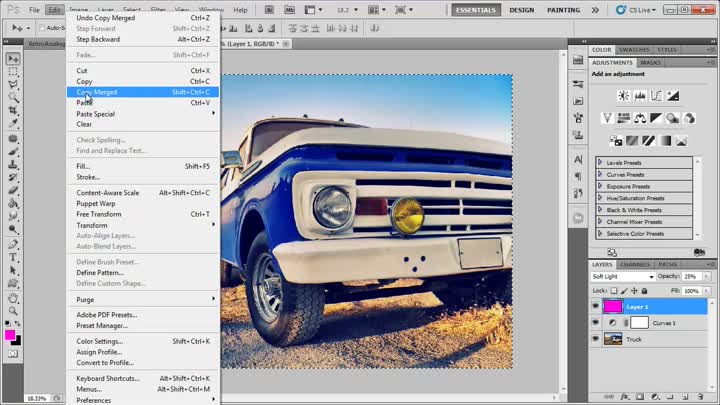 Ps
File
Edit
Image
Layer
Select
18.3
ESSENTIALS
DESIGN
PAINTING
CS Live
Auto-Se
RetroAnalog
% (Layer 1, RGB/8) *
Undo Copy Merged Ctrl+Z
Step Forward Shift+Ctrl+Z
Step Backward Alt+Ctrl+Z
Fade... Shift+Ctrl+F
Cut Ctrl+X
Copy Ctrl+C
Copy Merged Shift+Ctrl+C
Paste Ctrl+V
Paste Special
Clear
Check Spelling...
Find and Replace Text...
Fill... Shift+F5
Stroke...
Content-Aware Scale Alt+Shift+Ctrl+C
Puppet Warp
Free Transform Ctrl+T
Transform
Auto-Align Layers...
Auto-Blend Layers...
Define Brush Preset...
Define Pattern...
Define Custom Shape...
Purge
Adobe PDF Presets...
Preset Manager...
Color Settings... Shift+Ctrl+K
Assign Profile...
Convert to Profile...
Keyboard Shortcuts... Alt+Shift+Ctrl+K
Menus... Alt+Shift+Ctrl+M
Preferences
18.33%
COLOR SWATCHES STYLES
ADJUSTMENTS MASKS
Add an adjustment
Levels Presets
Curves Presets
Exposure Presets
Hue/Saturation Presets
Black & White Presets
Channel Mixer Presets
Selective Color Presets
LAYERS CHANNELS PATHS
Soft Light Opacity: 25%
Lock: Fill: 100%
Layer 1
Curves 1
Truck